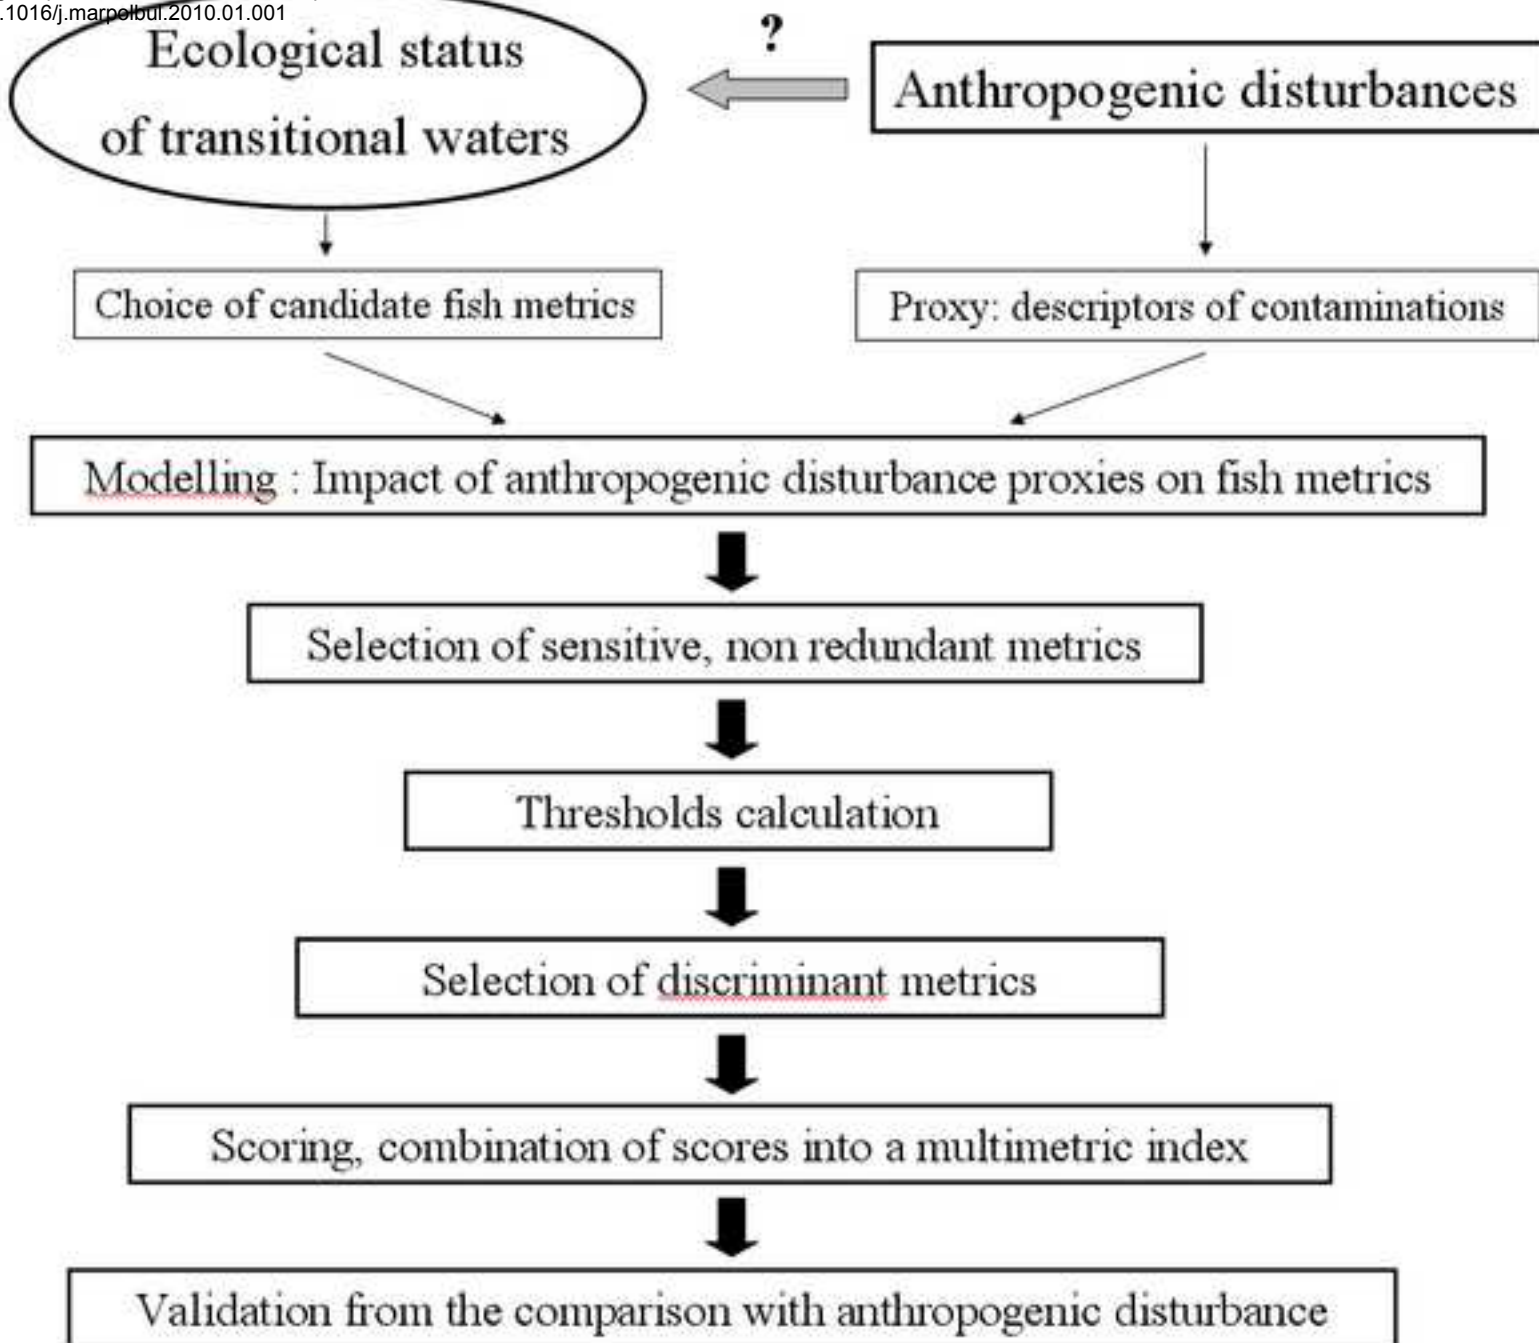 .1016/j.marpolbul.2010.01.001
Ecological status
of transitional waters
?
Anthropogenic disturbances
Choice of candidate fish metrics
Proxy: descriptors of contaminations
Modelling : Impact of anthropogenic disturbance proxies on fish metrics
Selection of sensitive, non redundant metrics
Thresholds calculation
Selection of discriminant metrics
Scoring, combination of scores into a multimetric index
Validation from the comparison with anthropogenic disturbance